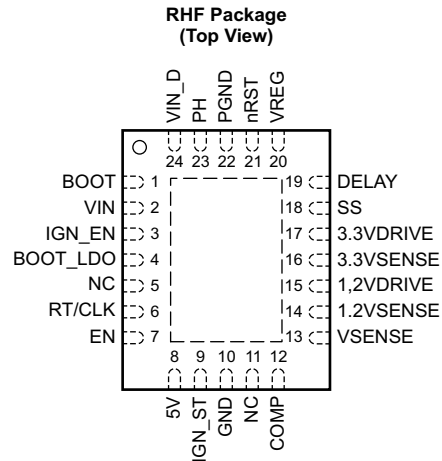 RHF Package
(Top View)
VIN_D
PH
PGND
nRST
VREG
24 23 22 21 20
BOOT 1
VIN 2
IGN_EN 3
BOOT_LDO 4
NC 5
RT/CLK 6
EN 7
19 DELAY
18 SS
17 3.3VDRIVE
16 3.3VSENSE
15 1,2VDRIVE
14 1.2VSENSE
13 VSENSE
8 9 10 11 12
5V
IGN_ST
GND
NC
COMP